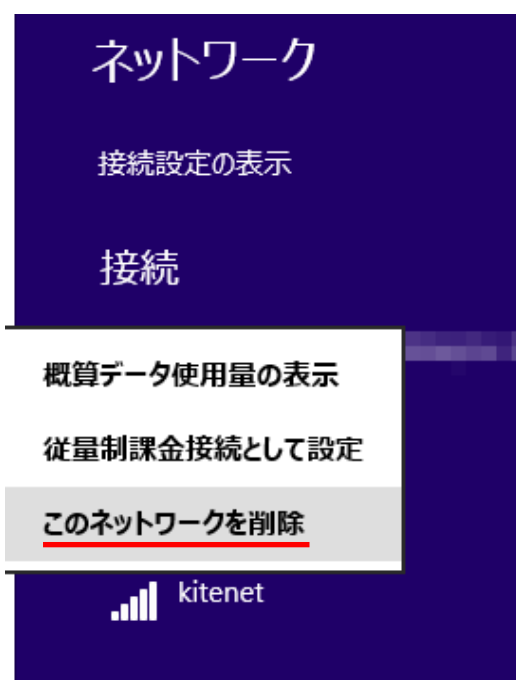 ネットワーク
接続設定の表示
接続
概算データ使用量の表示
従量制課金接続として設定
このネットワークを削除
kitenet